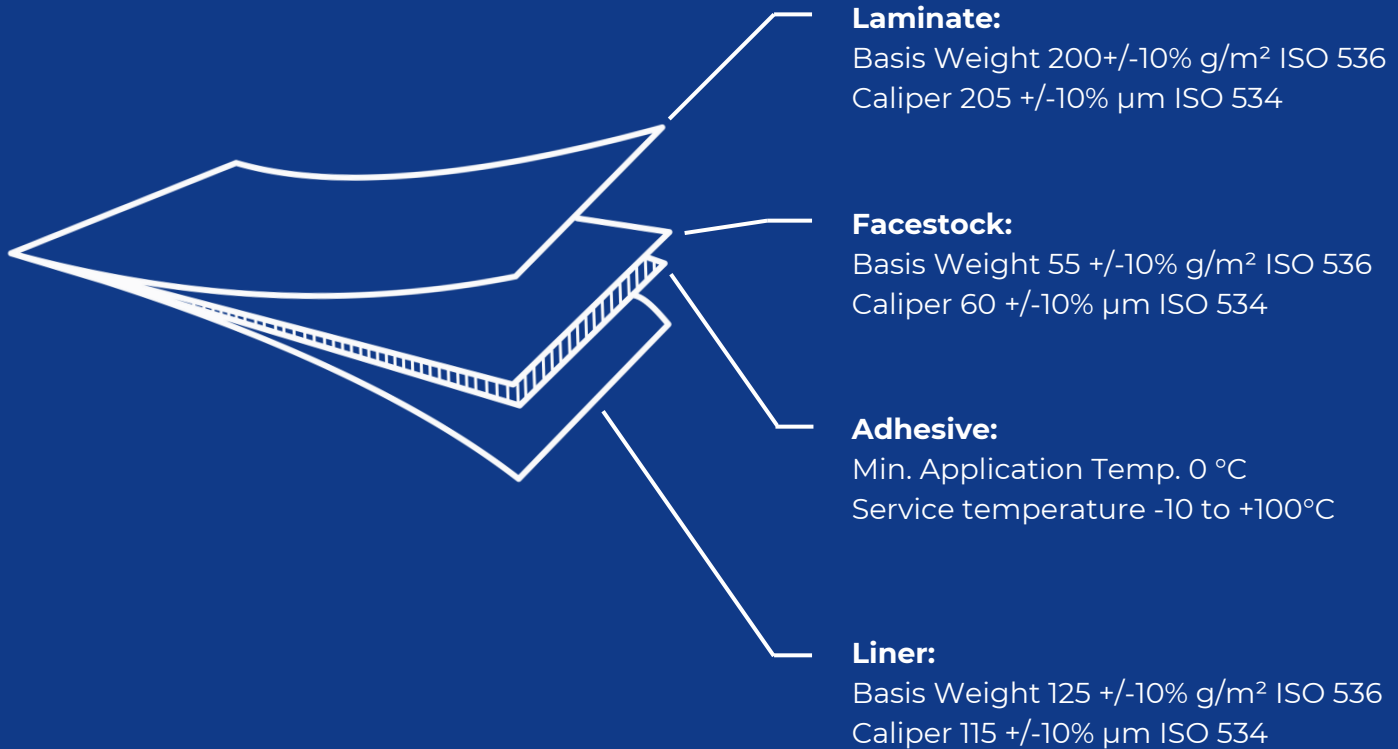 Laminate:
Basis Weight 200+/-10% g/m² ISO 536
Caliper 205 +/-10% µm ISO 534
Facestock:
Basis Weight 55 +/-10% g/m² ISO 536
Caliper 60 +/-10% µm ISO 534
Adhesive:
Min. Application Temp. 0 °C
Service temperature -10 to +100°C
Liner:
Basis Weight 125 +/-10% g/m² ISO 536
Caliper 115 +/-10% µm ISO 534